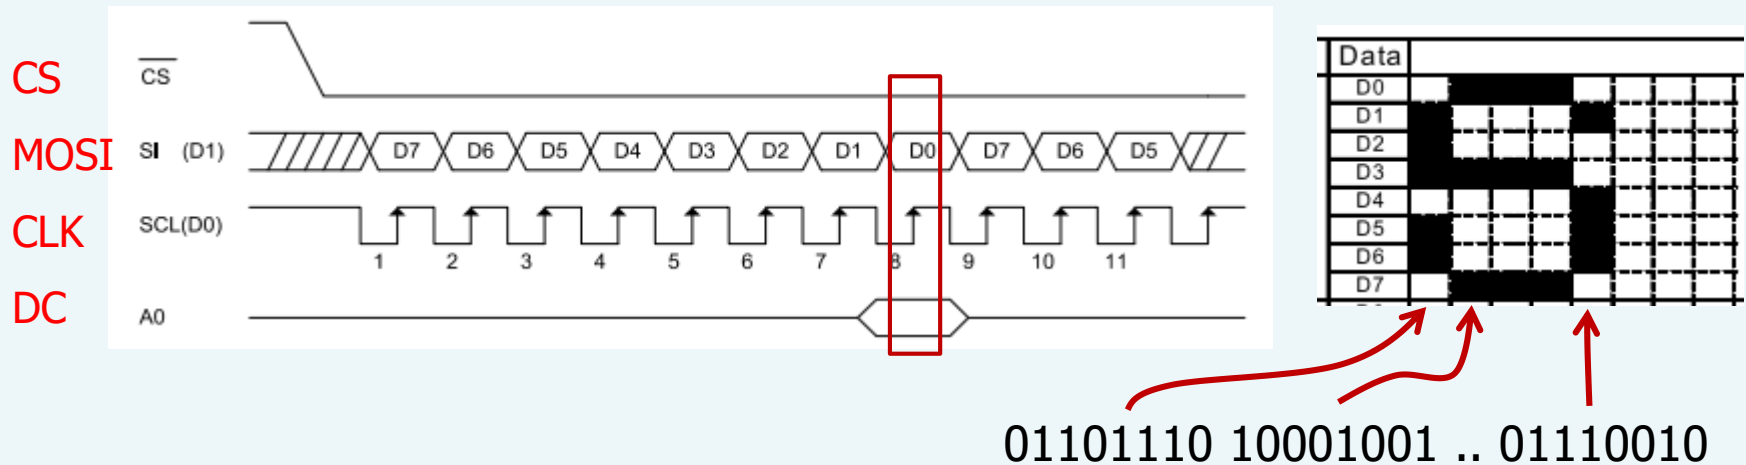 CS
CS
MOSI
SI (D1)
D7 D6 D5 D4 D3 D2 D1 D0 D7 D6 D5
CLK
SCL(D0)
1 2 3 4 5 6 7 8 9 10 11
DC
A0
Data
D0
D1
D2
D3
D4
D5
D6
D7
01101110 10001001 .. 01110010